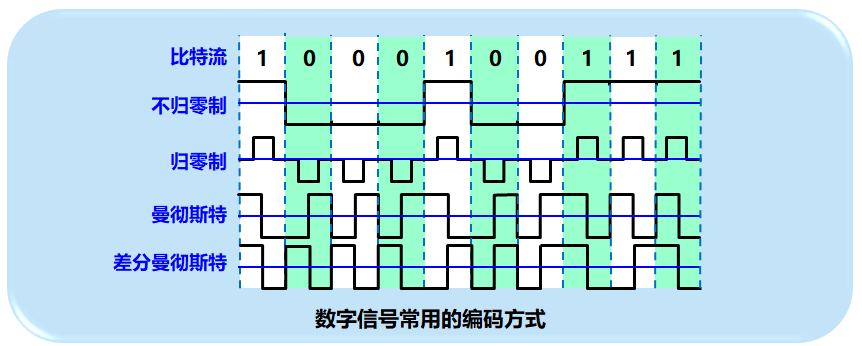 比特流 1 0 0 0 1 0 0 1 1 1
不归零制
归零制
曼彻斯特
差分曼彻斯特
数字信号常用的编码方式